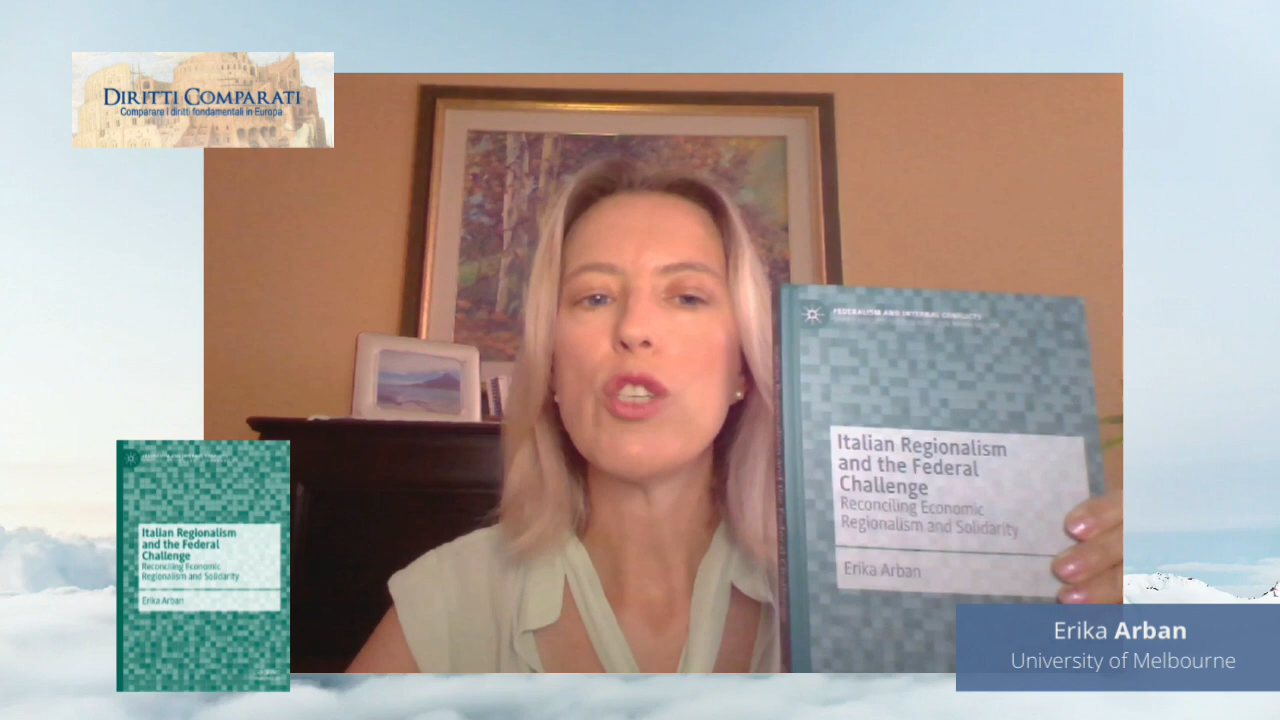 DIRITTI COMPARATI
Comparare i diritti fondamentali in Europa
FEDERALISM AND INTERNAL CONFLICTS
Italian Regionalism
and the Federal
Challenge
Reconciling Economic
Regionalism and Solidarity
Erika Arban
Italian Regionalism
and the Federal
Challenge
Reconciling Economic
Regionalism and Solidarity
Erika Arban
Erika Arban
University of Melbourne